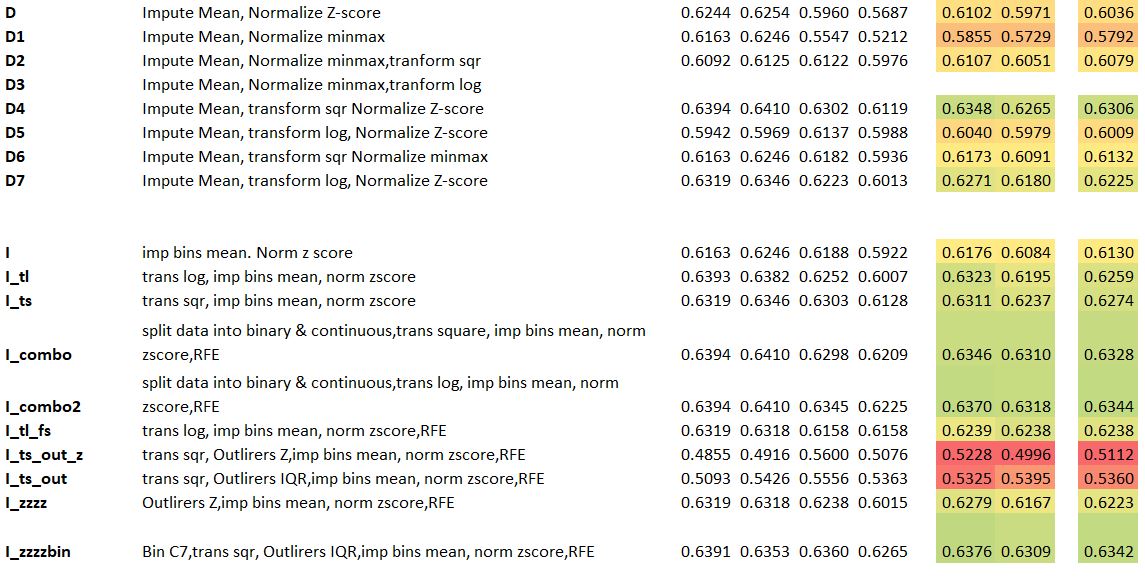 D Impute Mean, Normalize Z-score 0.6244 0.6254 0.5960 0.5687 0.6102 0.5971 0.6036
D1 Impute Mean, Normalize minmax 0.6163 0.6246 0.5547 0.5212 0.5855 0.5729 0.5792
D2 Impute Mean, Normalize minmax,tranform sqr 0.6092 0.6125 0.6122 0.5976 0.6107 0.6051 0.6079
D3 Impute Mean, Normalize minmax,tranform log
D4 Impute Mean, transform sqr Normalize Z-score 0.6394 0.6410 0.6302 0.6119 0.6348 0.6265 0.6306
D5 Impute Mean, transform log, Normalize Z-score 0.5942 0.5969 0.6137 0.5988 0.6040 0.5979 0.6009
D6 Impute Mean, transform sqr Normalize minmax 0.6163 0.6246 0.6182 0.5936 0.6173 0.6091 0.6132
D7 Impute Mean, transform log, Normalize Z-score 0.6319 0.6346 0.6223 0.6013 0.6271 0.6180 0.6225
I imp bins mean. Norm z score 0.6163 0.6246 0.6188 0.5922 0.6176 0.6084 0.6130
I_tl trans log, imp bins mean, norm zscore 0.6393 0.6382 0.6252 0.6007 0.6323 0.6195 0.6259
I_ts trans sqr, imp bins mean, norm zscore 0.6319 0.6346 0.6303 0.6128 0.6311 0.6237 0.6274
split data into binary & continuous,trans square, imp bins mean, norm
I_combo zscore,RFE 0.6394 0.6410 0.6298 0.6209 0.6346 0.6310 0.6328
split data into binary & continuous,trans log, imp bins mean, norm
I_combo2 zscore,RFE 0.6394 0.6410 0.6345 0.6225 0.6370 0.6318 0.6344
I_tl_fs trans log, imp bins mean, norm zscore,RFE 0.6319 0.6318 0.6158 0.6158 0.6239 0.6238 0.6238
I_ts_out_z trans sqr, Outlirers Z,imp bins mean, norm zscore,RFE 0.4855 0.4916 0.5600 0.5076 0.5228 0.4996 0.5112
I_ts_out trans sqr, Outlirers IQR,imp bins mean, norm zscore,RFE 0.5093 0.5426 0.5556 0.5363 0.5325 0.5395 0.5360
I_zzzz Outlirers Z,imp bins mean, norm zscore,RFE 0.6319 0.6318 0.6238 0.6015 0.6279 0.6167 0.6223
I_zzzzbin Bin C7,trans sqr, Outlirers IQR,imp bins mean, norm zscore,RFE 0.6391 0.6353 0.6360 0.6265 0.6376 0.6309 0.6342